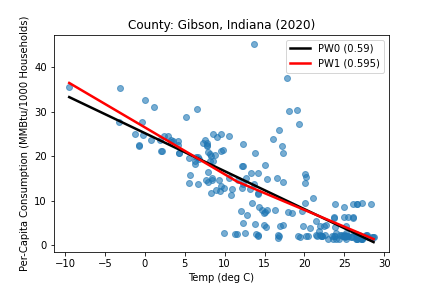 County: Gibson, Indiana (2020)
PW0 (0.59)
PW1 (0.595)
Per-Capita Consumption (MMBtu/1000 Households)
40
30
20
10
0
−10 −5 0 5 10 15 20 25 30
Temp (deg C)